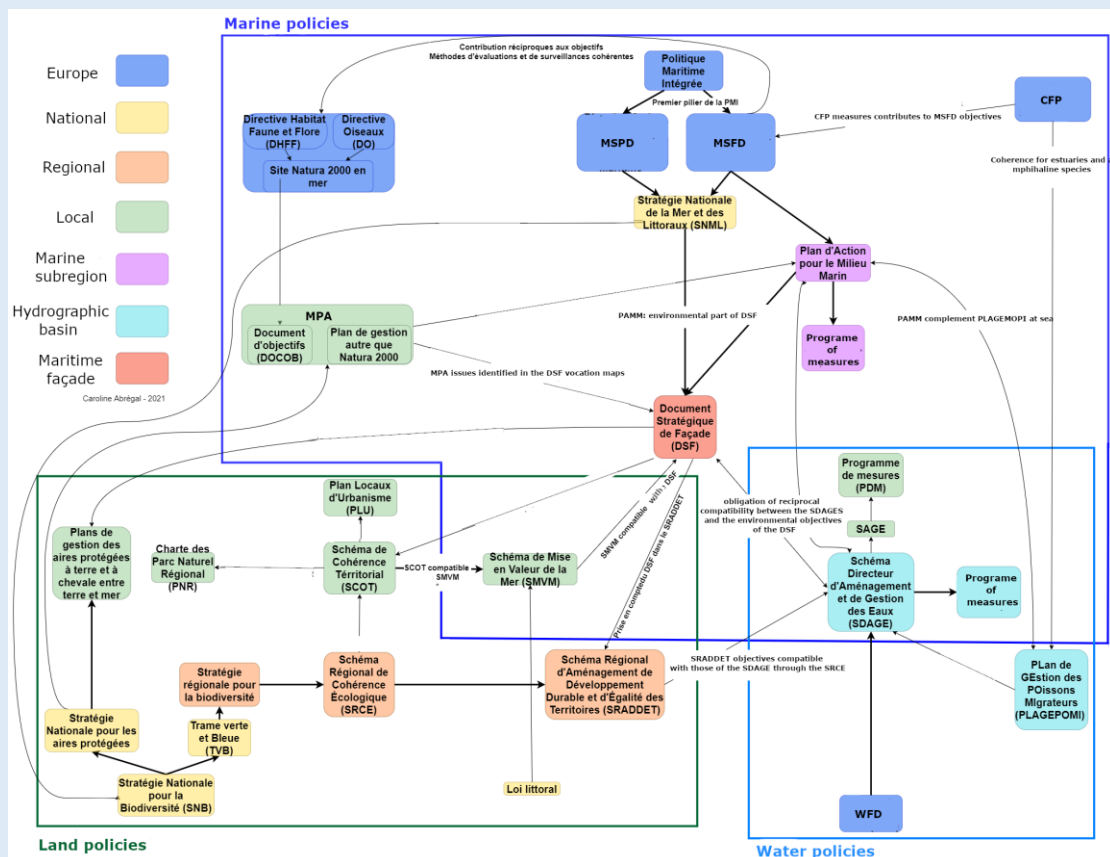 Marine policies
Europe
National
Regional
Local
Marine
subregion
Hydrographic
basin
Maritime
façade
Caroline Abrégal - 2021
Contribution réciproques aux objectifs
Méthodes d'évaluations et de surveillances cohérentes
Politique
Maritime
Intégrée
Premier pilier de la PMI
CFP
CFP measures contributes to MSFD objectives
Directive Habitat
Faune et Flore
(DHFF)
Directive
Oiseaux
(DO)
Site Natura 2000 en
mer
MSPD
MSFD
Coherence for estuaries and a
mphihaline species
Stratégie Nationale
de la Mer et des
Littoraux (SNML)
Plan d'Action
pour le Milieu
Marin
MPA
Document
d'objectifs
(DOCOB)
Plan de gestion
autre que
Natura 2000
PAMM: environmental part of DSF
PAMM complement PLAGEMOPI at sea
Programe
of measures
MPA issues identified in the DSF vocation maps
Document
Stratégique
de Façade
(DSF)
Plan Locaux
d'Urbanisme
(PLU)
SMVM compatible with DSF
Programme
de mesures
(PDM)
obligation of reciprocal
compatibility between the SDAGES
and the environmental objectives
of the DSF
SAGE
Plans de
gestion des
aires protégées
à terre et à
chevale entre
terre et mer
Charte des
Parc Naturel
Régional
(PNR)
Schéma de
Cohérence
Térritorial
(SCOT)
SCOT compatible
SMVM
Schéma de Mise
en Valeur de la
Mer (SMVM)
Prise en comptedu DSF dans le SRADDET
Schéma
Directeur
d'Aménagement
et de Gestion
des Eaux
(SDAGE)
Programe
of measures
Stratégie
régionale pour
la biodiversité
Schéma
Régional de
Cohérence
Écologique
(SRCE)
Schéma Régional
d'Aménagement de
Développement
Durable et d'Égalité des
Territoires (SRADDET)
SRADDET objectives compatible
with those of the SDAGE through the SRCE
PLan de
GEstion des
POissons
MIgrateurs
(PLAGEPOMI)
Stratégie
Nationale pour les
aires protégées
Trame verte
et Bleue
(TVB)
Stratégie Nationale
pour la
Biodiversité (SNB)
Loi littoral
WFD
Land policies
Water policies